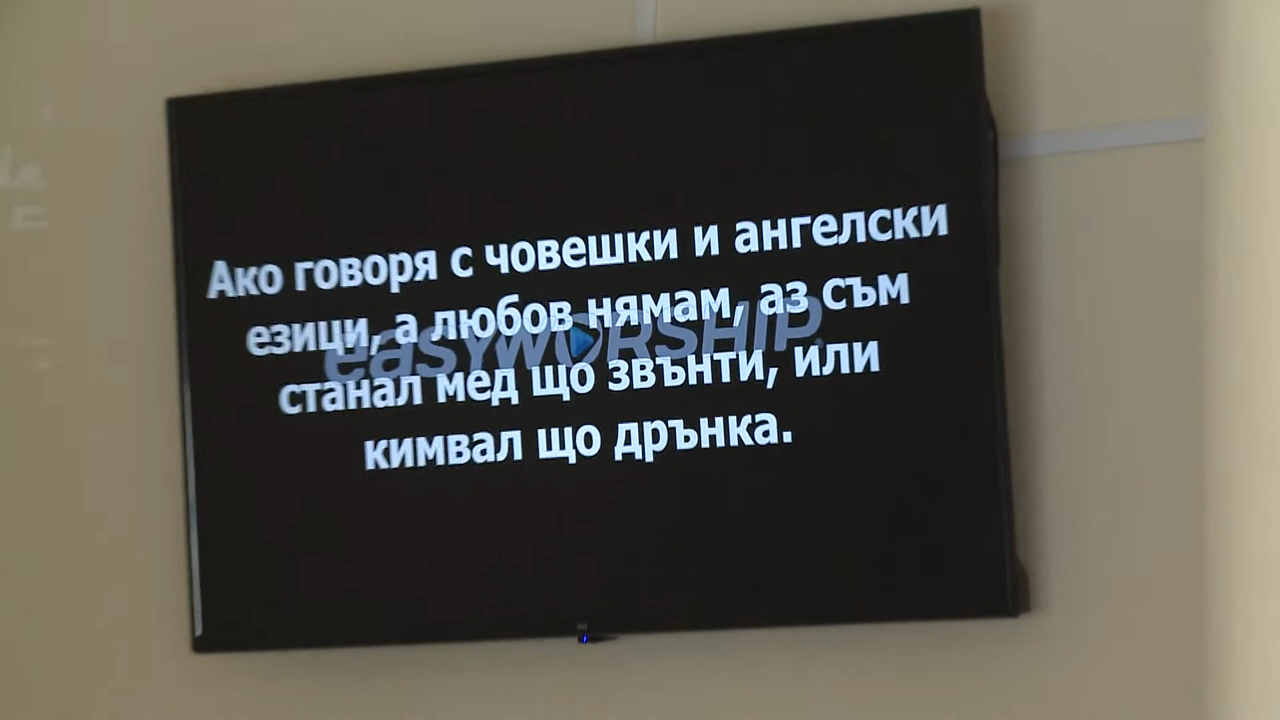 Ако говоря с човешки и ангелски
езици, а любов нямам, аз съм
easyWORSHIP.
станал мед що звънти, или
кимвал що дрънка.